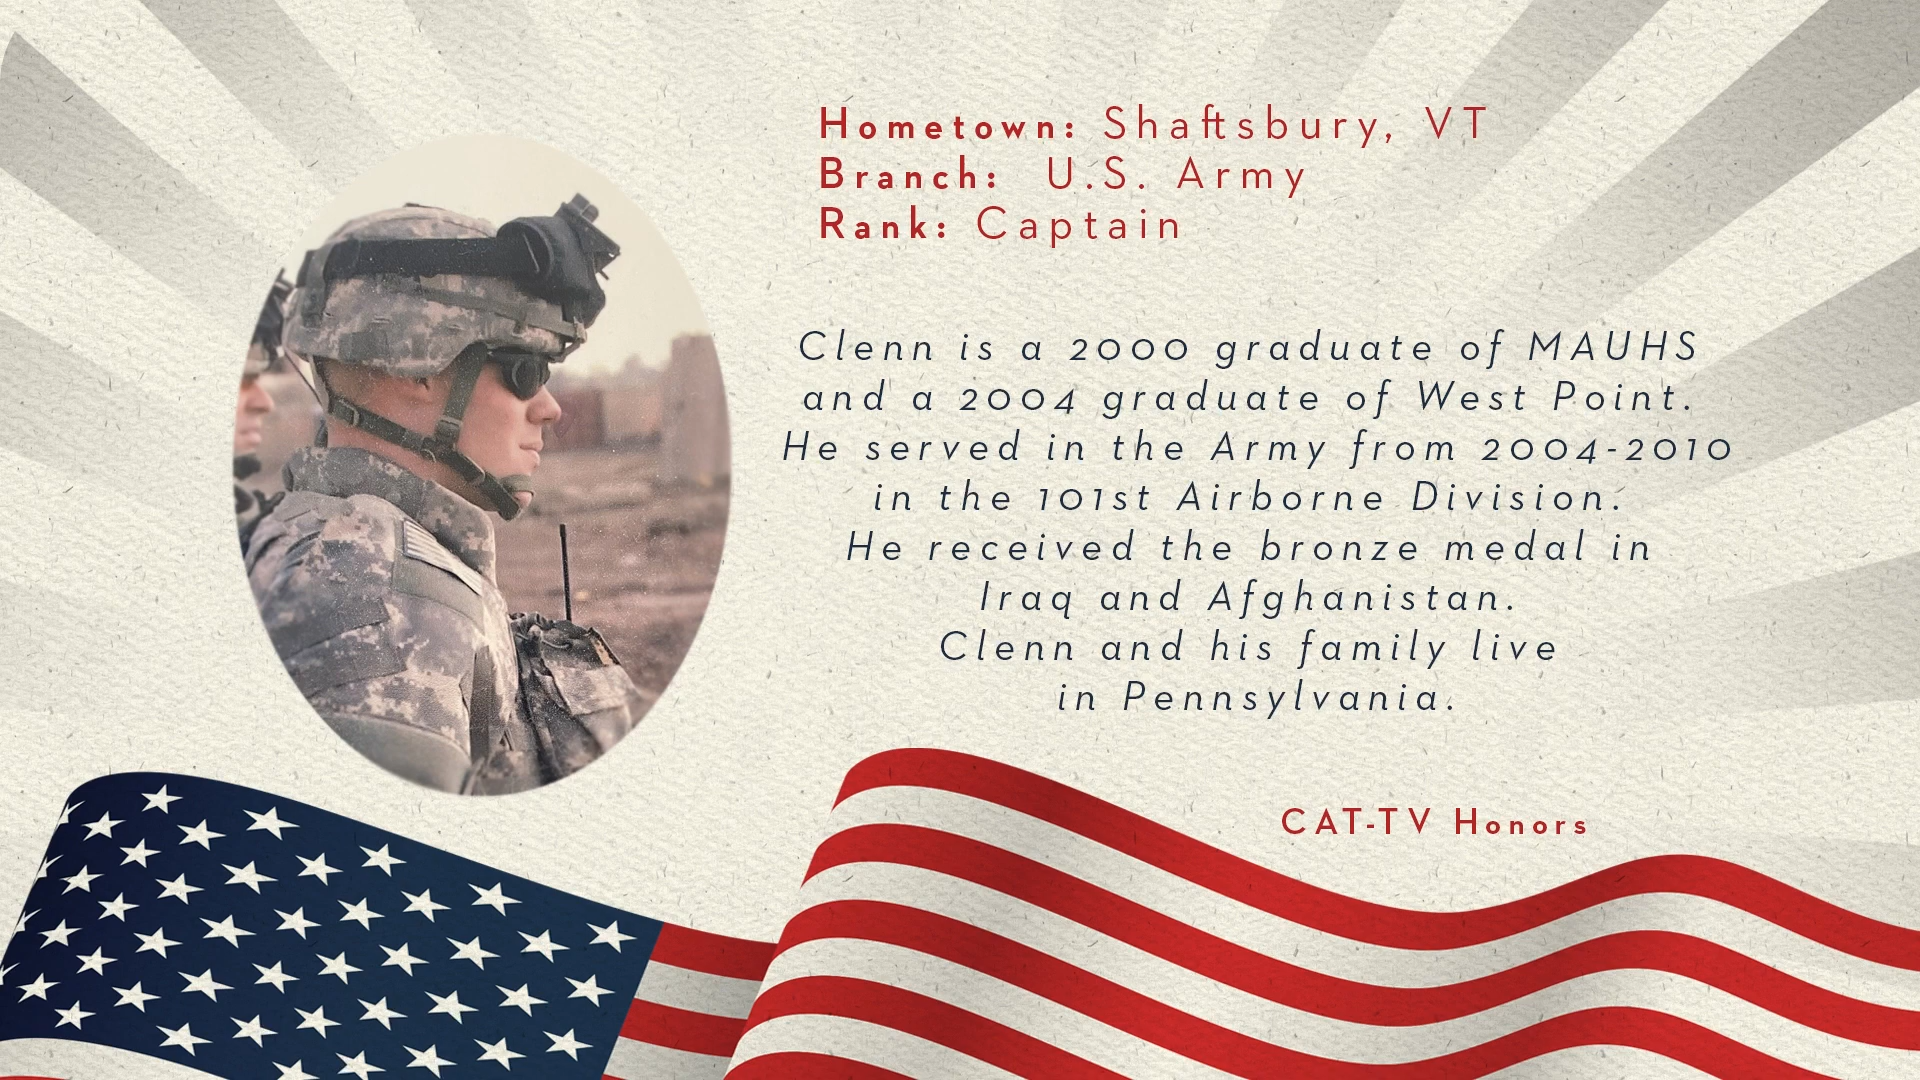 Hometown: Shaftsbury, VT
Branch: U.S. Army
Rank: Captain
Clenn is a 2000 graduate of MAUHS
and a 2004 graduate of West Point.
He served in the Army from 2004-2010
in the 101st Airborne Division.
He received the bronze medal in
Iraq and Afghanistan.
Clenn and his family live
in Pennsylvania.
CAT-TV Honors